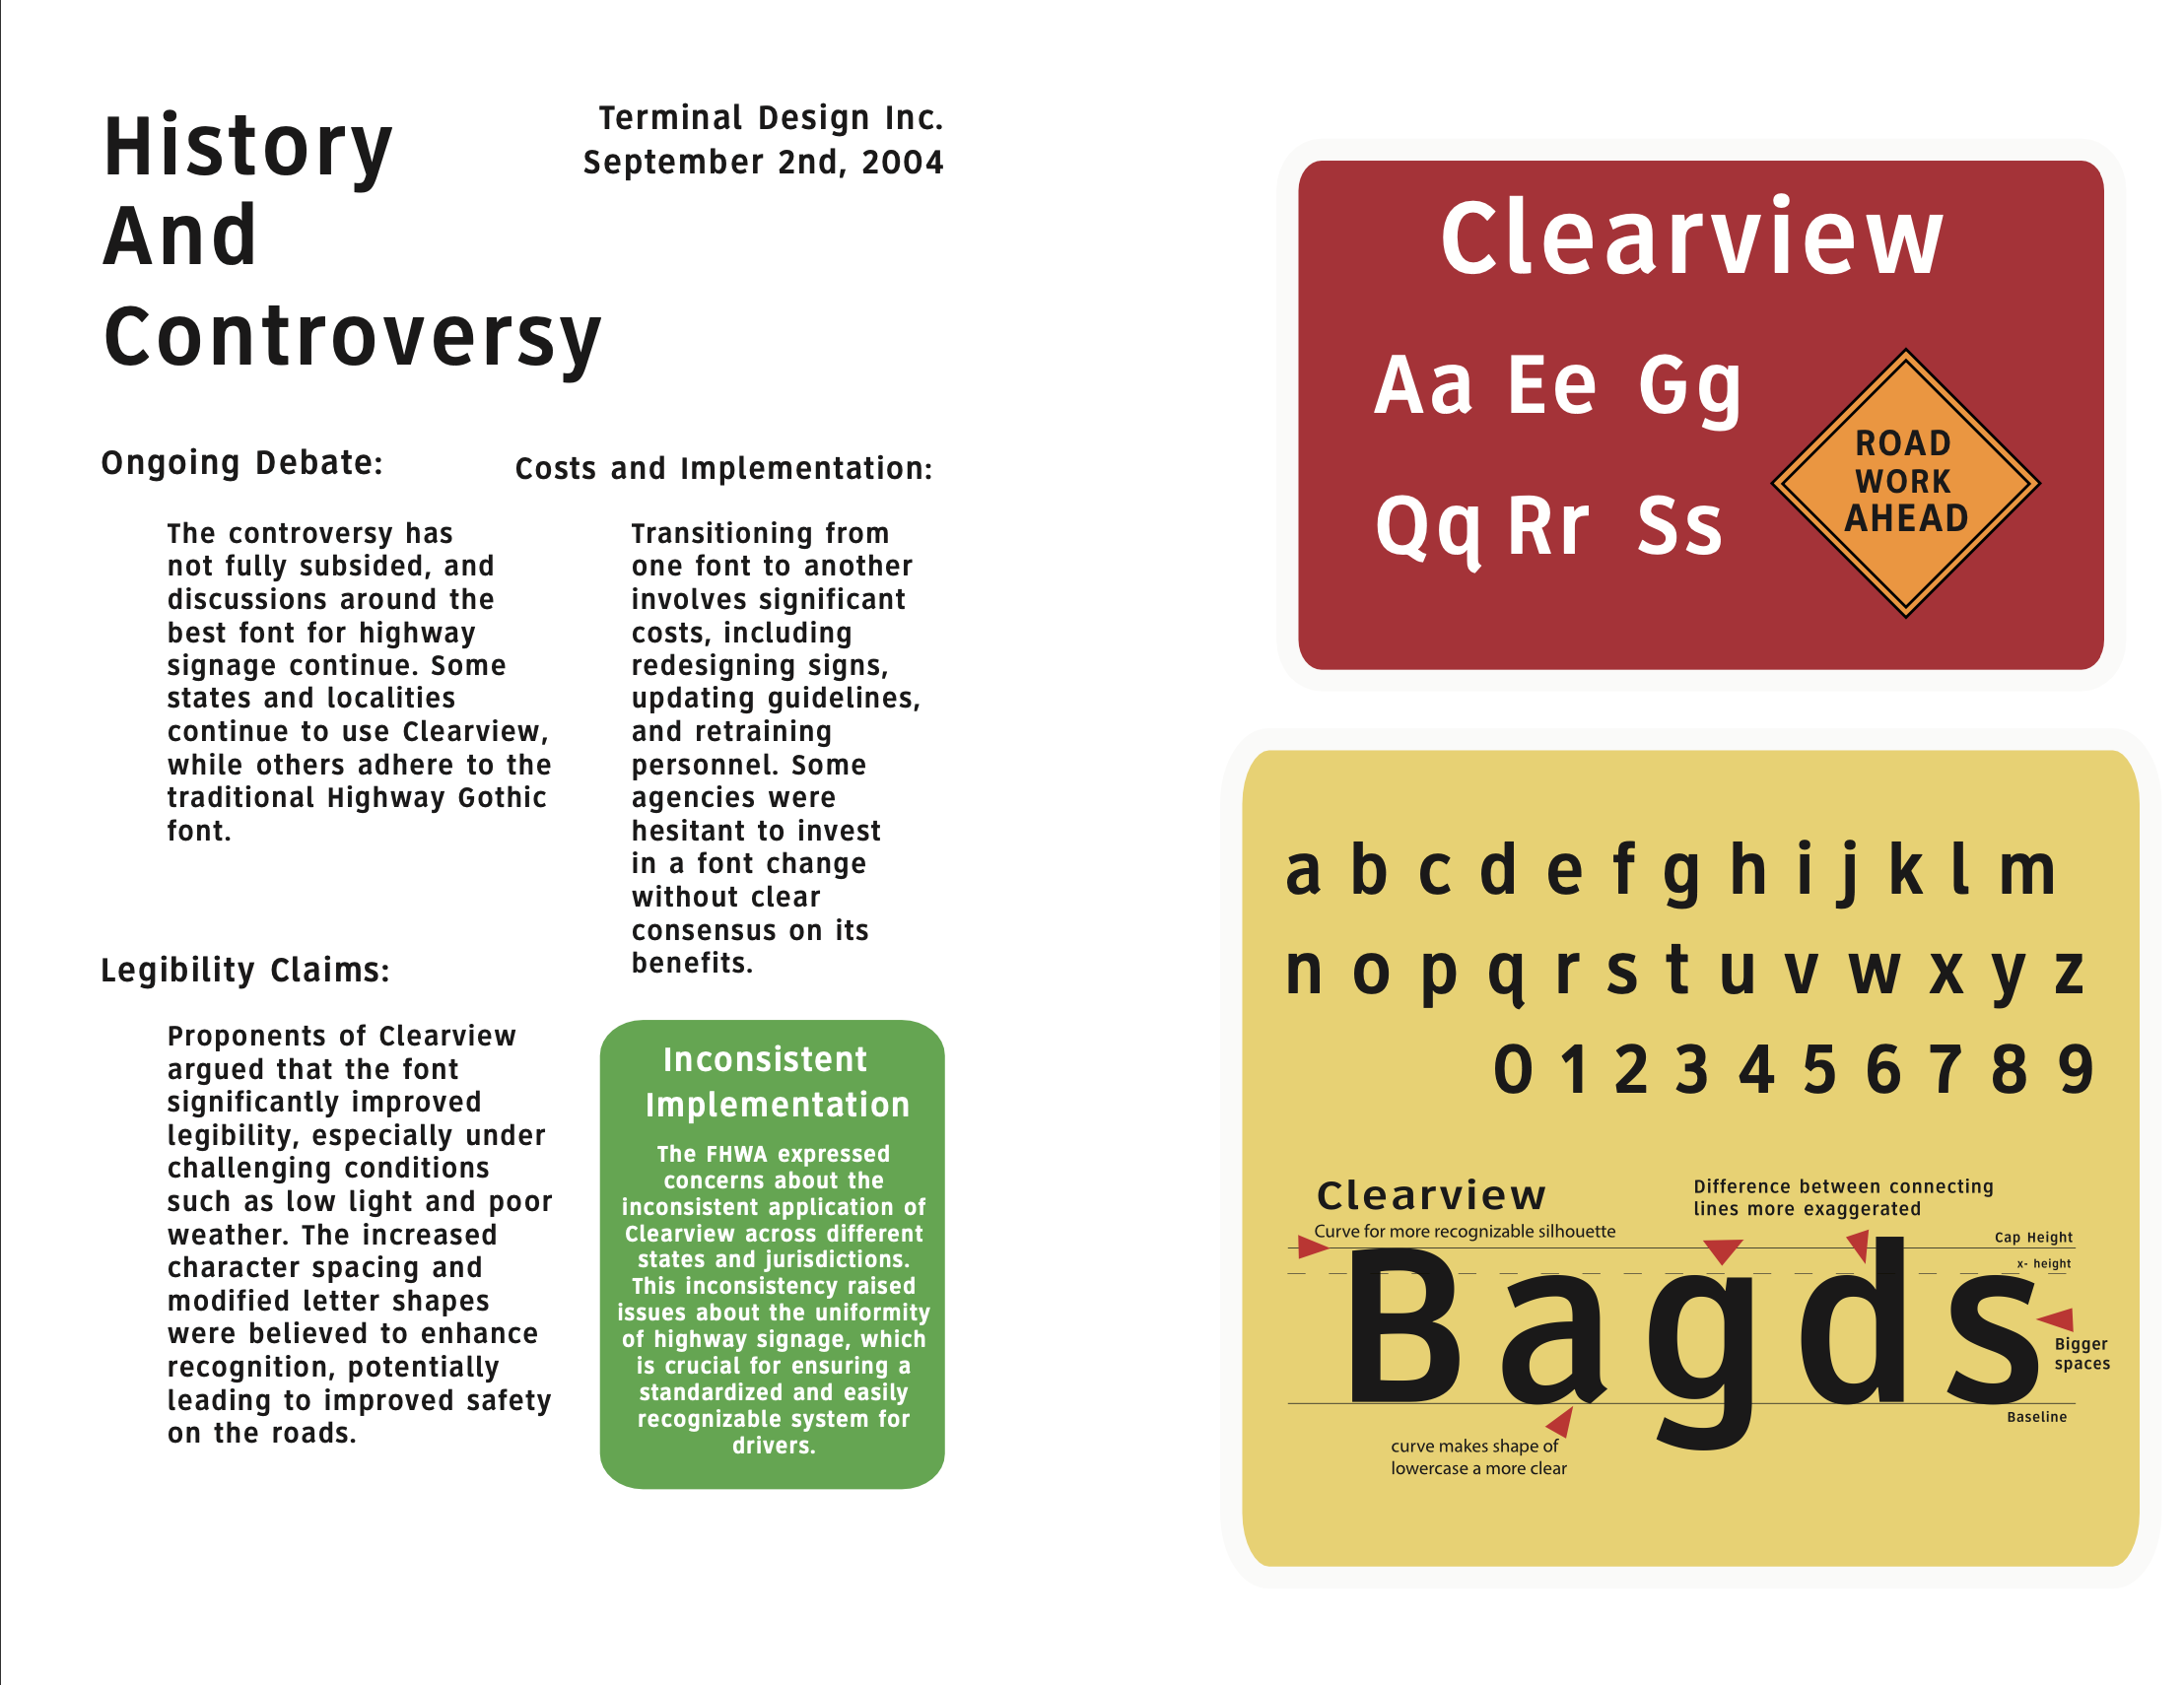 History
And
Controversy
Terminal Design Inc.
September 2nd, 2004
Ongoing Debate:
The controversy has
not fully subsided, and
discussions around the
best font for highway
signage continue. Some
states and localities
continue to use Clearview,
while others adhere to the
traditional Highway Gothic
font.
Legibility Claims:
Proponents of Clearview
argued that the font
significantly improved
legibility, especially under
challenging conditions
such as low light and poor
weather. The increased
character spacing and
modified letter shapes
were believed to enhance
recognition, potentially
leading to improved safety
on the roads.
Costs and Implementation:
Transitioning from
one font to another
involves significant
costs, including
redesigning signs,
updating guidelines,
and retraining
personnel. Some
agencies were
hesitant to invest
in a font change
without clear
consensus on its
benefits.
Inconsistent
Implementation
The FHWA expressed
concerns about the
inconsistent application of
Clearview across different
states and jurisdictions.
This inconsistency raised
issues about the uniformity
of highway signage, which
is crucial for ensuring a
standardized and easily
recognizable system for
drivers.
Clearview
Aa Ee Gg
Qq Rr Ss
ROAD
WORK
AHEAD
a b c d e f g h i j k l m
n o p q r s t u v w x y z
0 1 2 3 4 5 6 7 8 9
Clearview
Curve for more recognizable silhouette
Difference between connecting
lines more exaggerated
Cap Height
x- height
Bagds
Bigger
spaces
Baseline
curve makes shape of
lowercase a more clear